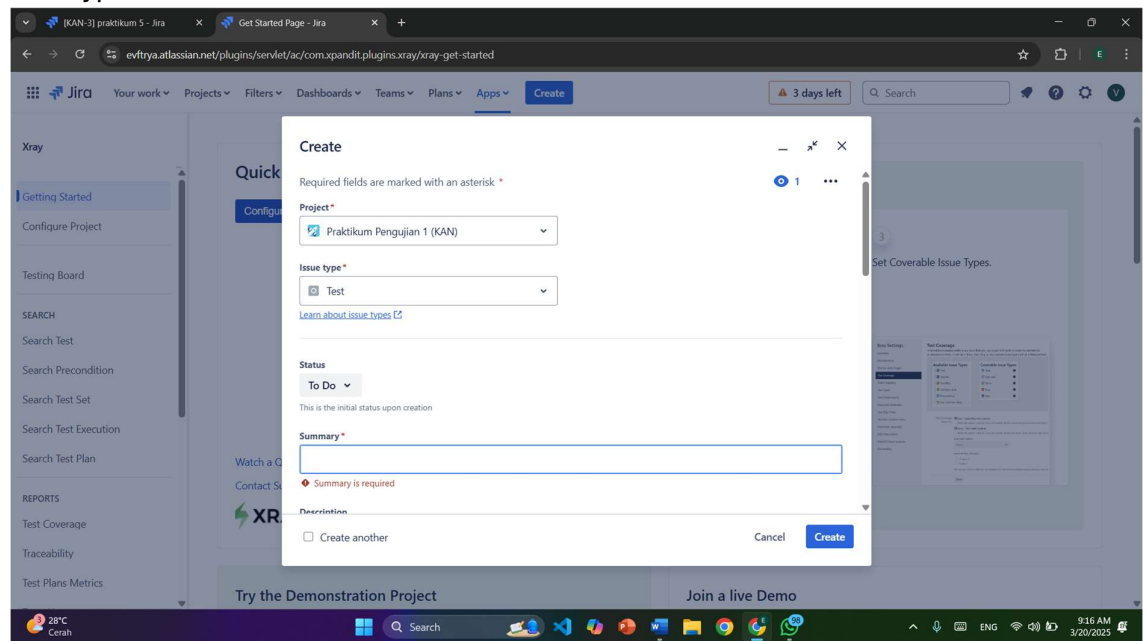 [KAN-3] praktikum 5 - Jira
Get Started Page - Jira
evftrya.atlassian.net/plugins/servlet/ac/com.xpandit.plugins.xray/xray-get-started
Jira Your work Projects Filters Dashboards Teams Plans Apps Create 3 days left Search V
Xray
Getting Started
Configure Project
Testing Board
SEARCH
Search Test
Search Precondition
Search Test Set
Search Test Execution
Search Test Plan
REPORTS
Test Coverage
Traceability
Test Plans Metrics
Quick
Watch a
XR
Create
Required fields are marked with an asterisk *
1
Project *
Praktikum Pengujian 1 (KAN)
Issue type *
Test
Learn about issue types
Status
To Do
This is the initial status upon creation
Summary *
Summary is required
Description
Create another
Cancel Create
3
Set Coverable Issue Types.
Try the Demonstration Project
Join a live Demo
28°C
Cerah
Search
98
ENG
9:16 AM
3/20/2025